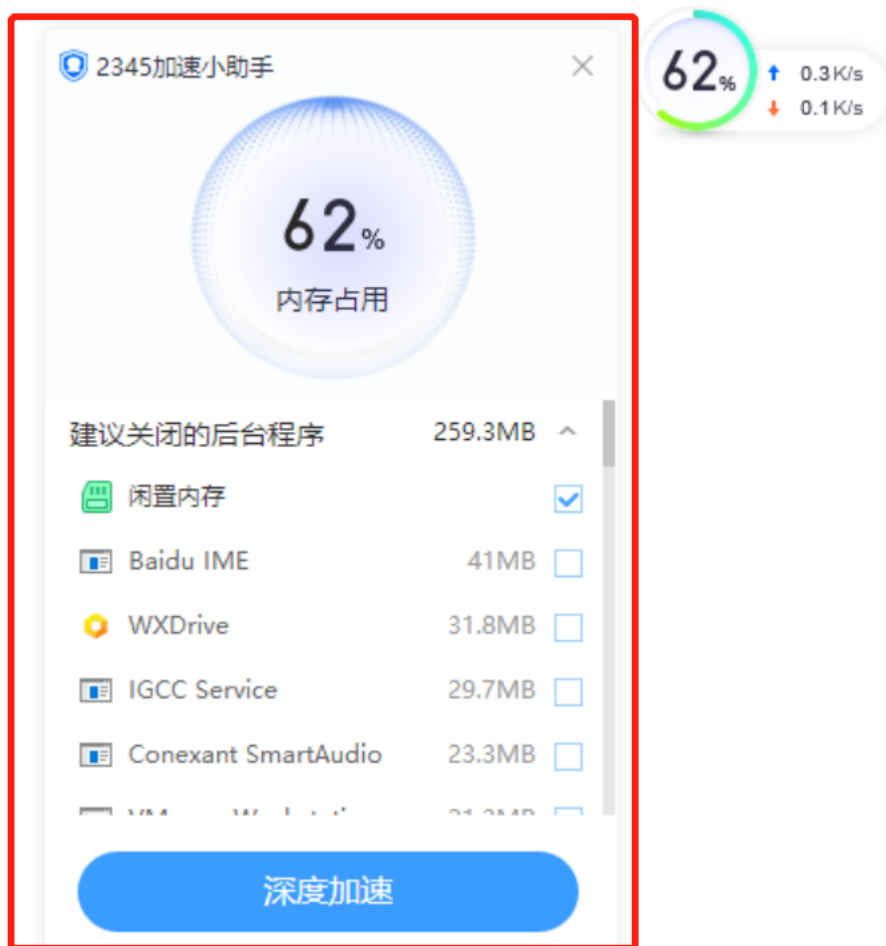 2345加速小助手
62%
0.3K/s
0.1K/s
62%
内存占用
建议关闭的后台程序 259.3MB
闲置内存
Baidu IME 41MB
WXDrive 31.8MB
IGCC Service 29.7MB
Conexant SmartAudio 23.3MB
深度加速